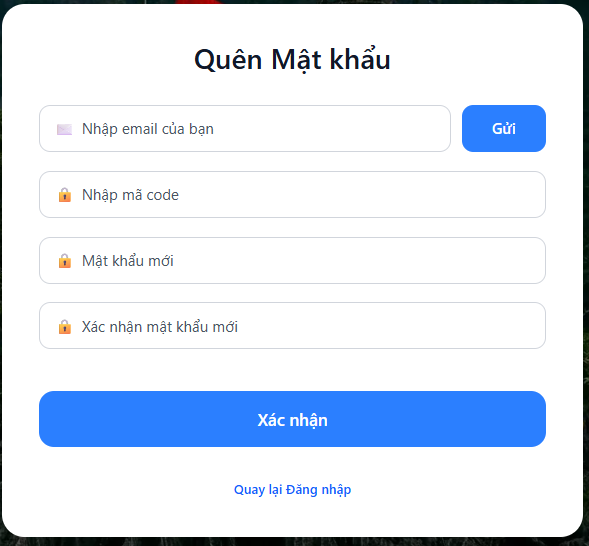 Quên Mật khẩu
Nhập email của bạn
Gửi
Nhập mã code
Mật khẩu mới
Xác nhận mật khẩu mới
Xác nhận
Quay lại Đăng nhập